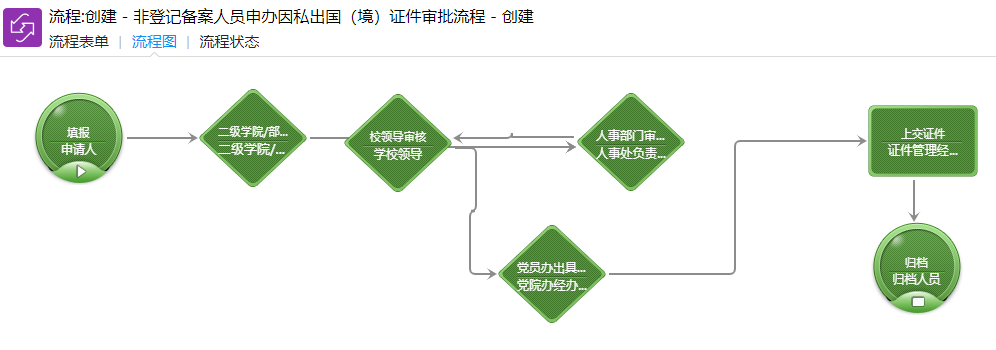 流程:创建 - 非登记备案人员申办因私出国（境）证件审批流程 - 创建
流程表单 | 流程图 | 流程状态
填报
申请人
二级学院/部...
二级学院/...
校领导审核
学校领导
人事部门审...
人事处负责...
党员办出具...
党院办经办...
上交证件
证件管理经...
归档
归档人员